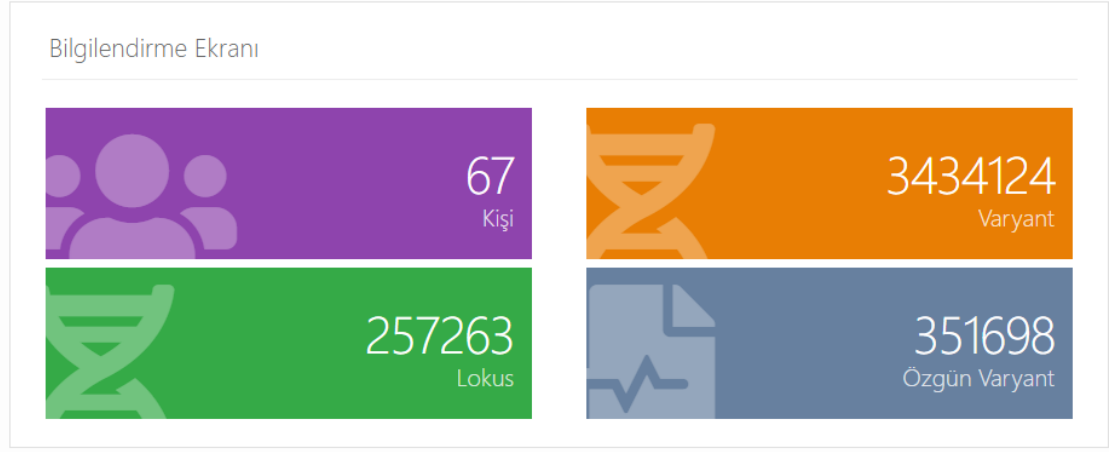 Bilgilendirme Ekranı
67
Kişi
3434124
Varyant
257263
Lokus
351698
Özgün Varyant